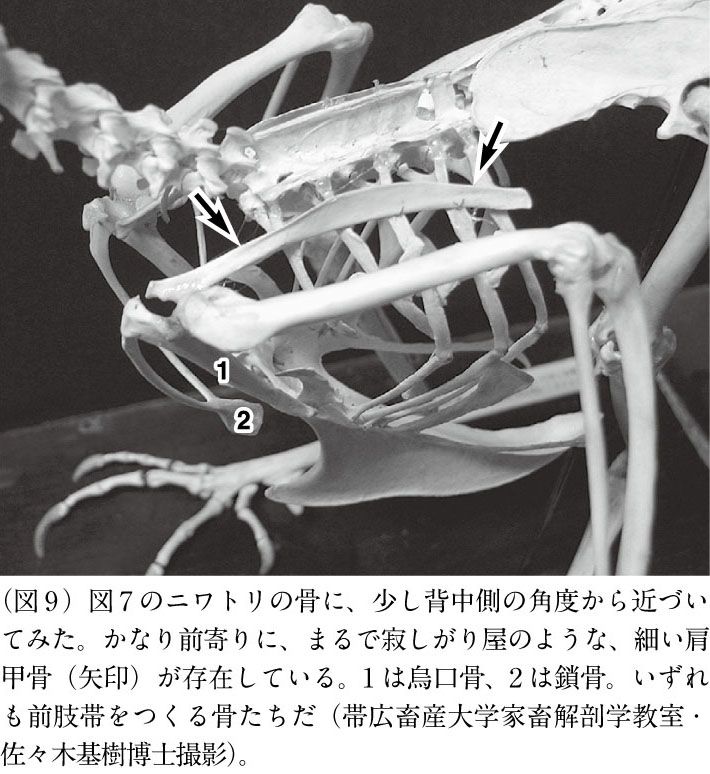 1
2
(図９）図７のニワトリの骨に、少し背中側の角度から近づい
てみた。かなり前寄りに、まるで寂しがり屋のような、細い肩
甲骨（矢印）が存在している。１は烏口骨、２は鎖骨。いずれ
も前肢帯をつくる骨たちだ（帯広畜産大学家畜解剖学教室・
佐々木基樹博士撮影）。